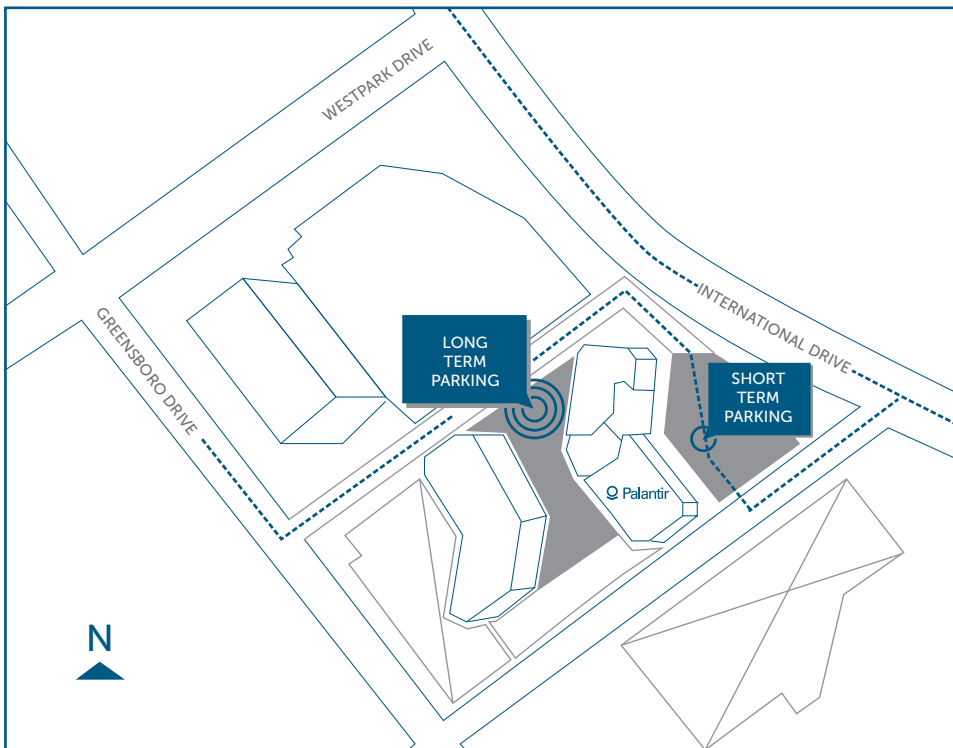 WESTPARK DRIVE
INTERNATIONAL DRIVE
GREENSBORO DRIVE
LONG
TERM
PARKING
SHORT
TERM
PARKING
Palantir
N